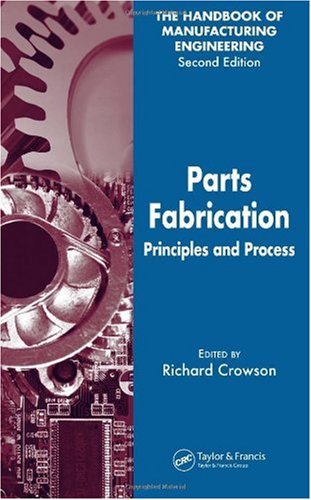 THE HANDBOOK OF
MANUFACTURING
ENGINEERING
Second Edition
Parts
Fabrication
Principles and Process
EDITED BY
Richard Crowson
CRC
Taylor & Francis
Taylor & Francis Group